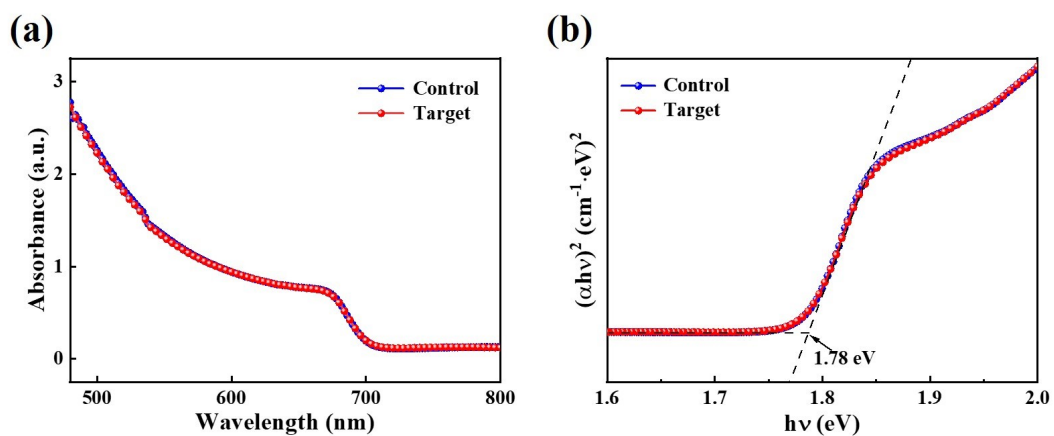 (a)
3
2
1
0
Absorbance (a.u.)
Control
Target
500
600
700
800
Wavelength (nm)
(b)
(αhν)² (cm⁻¹·eV)²
Control
Target
1.78 eV
1.6
1.7
1.8
1.9
2.0
hν (eV)